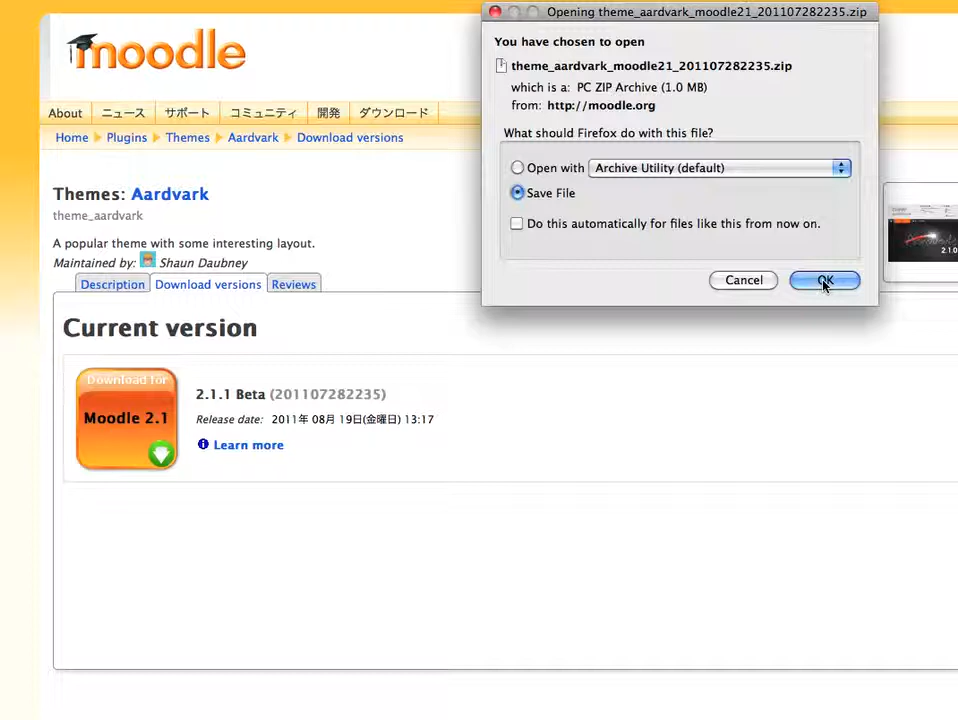 Opening theme_aardvark_moodle21_201107282235.zip
You have chosen to open
theme_aardvark_moodle21_201107282235.zip
which is a: PC ZIP Archive (1.0 MB)
from: http://moodle.org
What should Firefox do with this file?
Open with Archive Utility (default)
Save File
Do this automatically for files like this from now on.
Cancel OK
moodle
About ニュース サポート コミュニティ 開発 ダウンロード
Home Plugins Themes Aardvark Download versions
Themes: Aardvark
theme_aardvark
A popular theme with some interesting layout.
Maintained by: Shaun Daubney
Description Download versions Reviews
Current version
Download for
Moodle 2.1
2.1.1 Beta (201107282235)
Release date: 2011年 08月 19日(金曜日) 13:17
Learn more